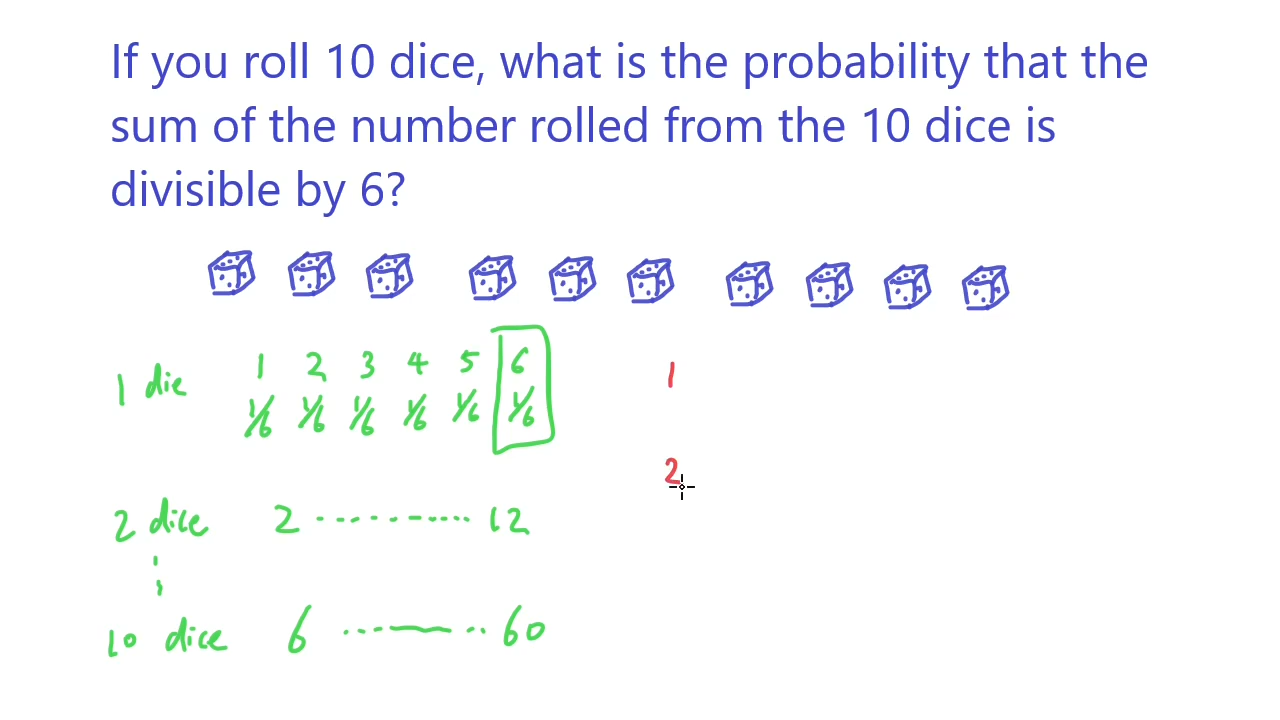 If you roll 10 dice, what is the probability that the
sum of the number rolled from the 10 dice is
divisible by 6?
1 die 1 2 3 4 5 6 1
1/6 1/6 1/6 1/6 1/6 1/6
2
2 dice 2 ........... 12
10 dice 6 ........... 60